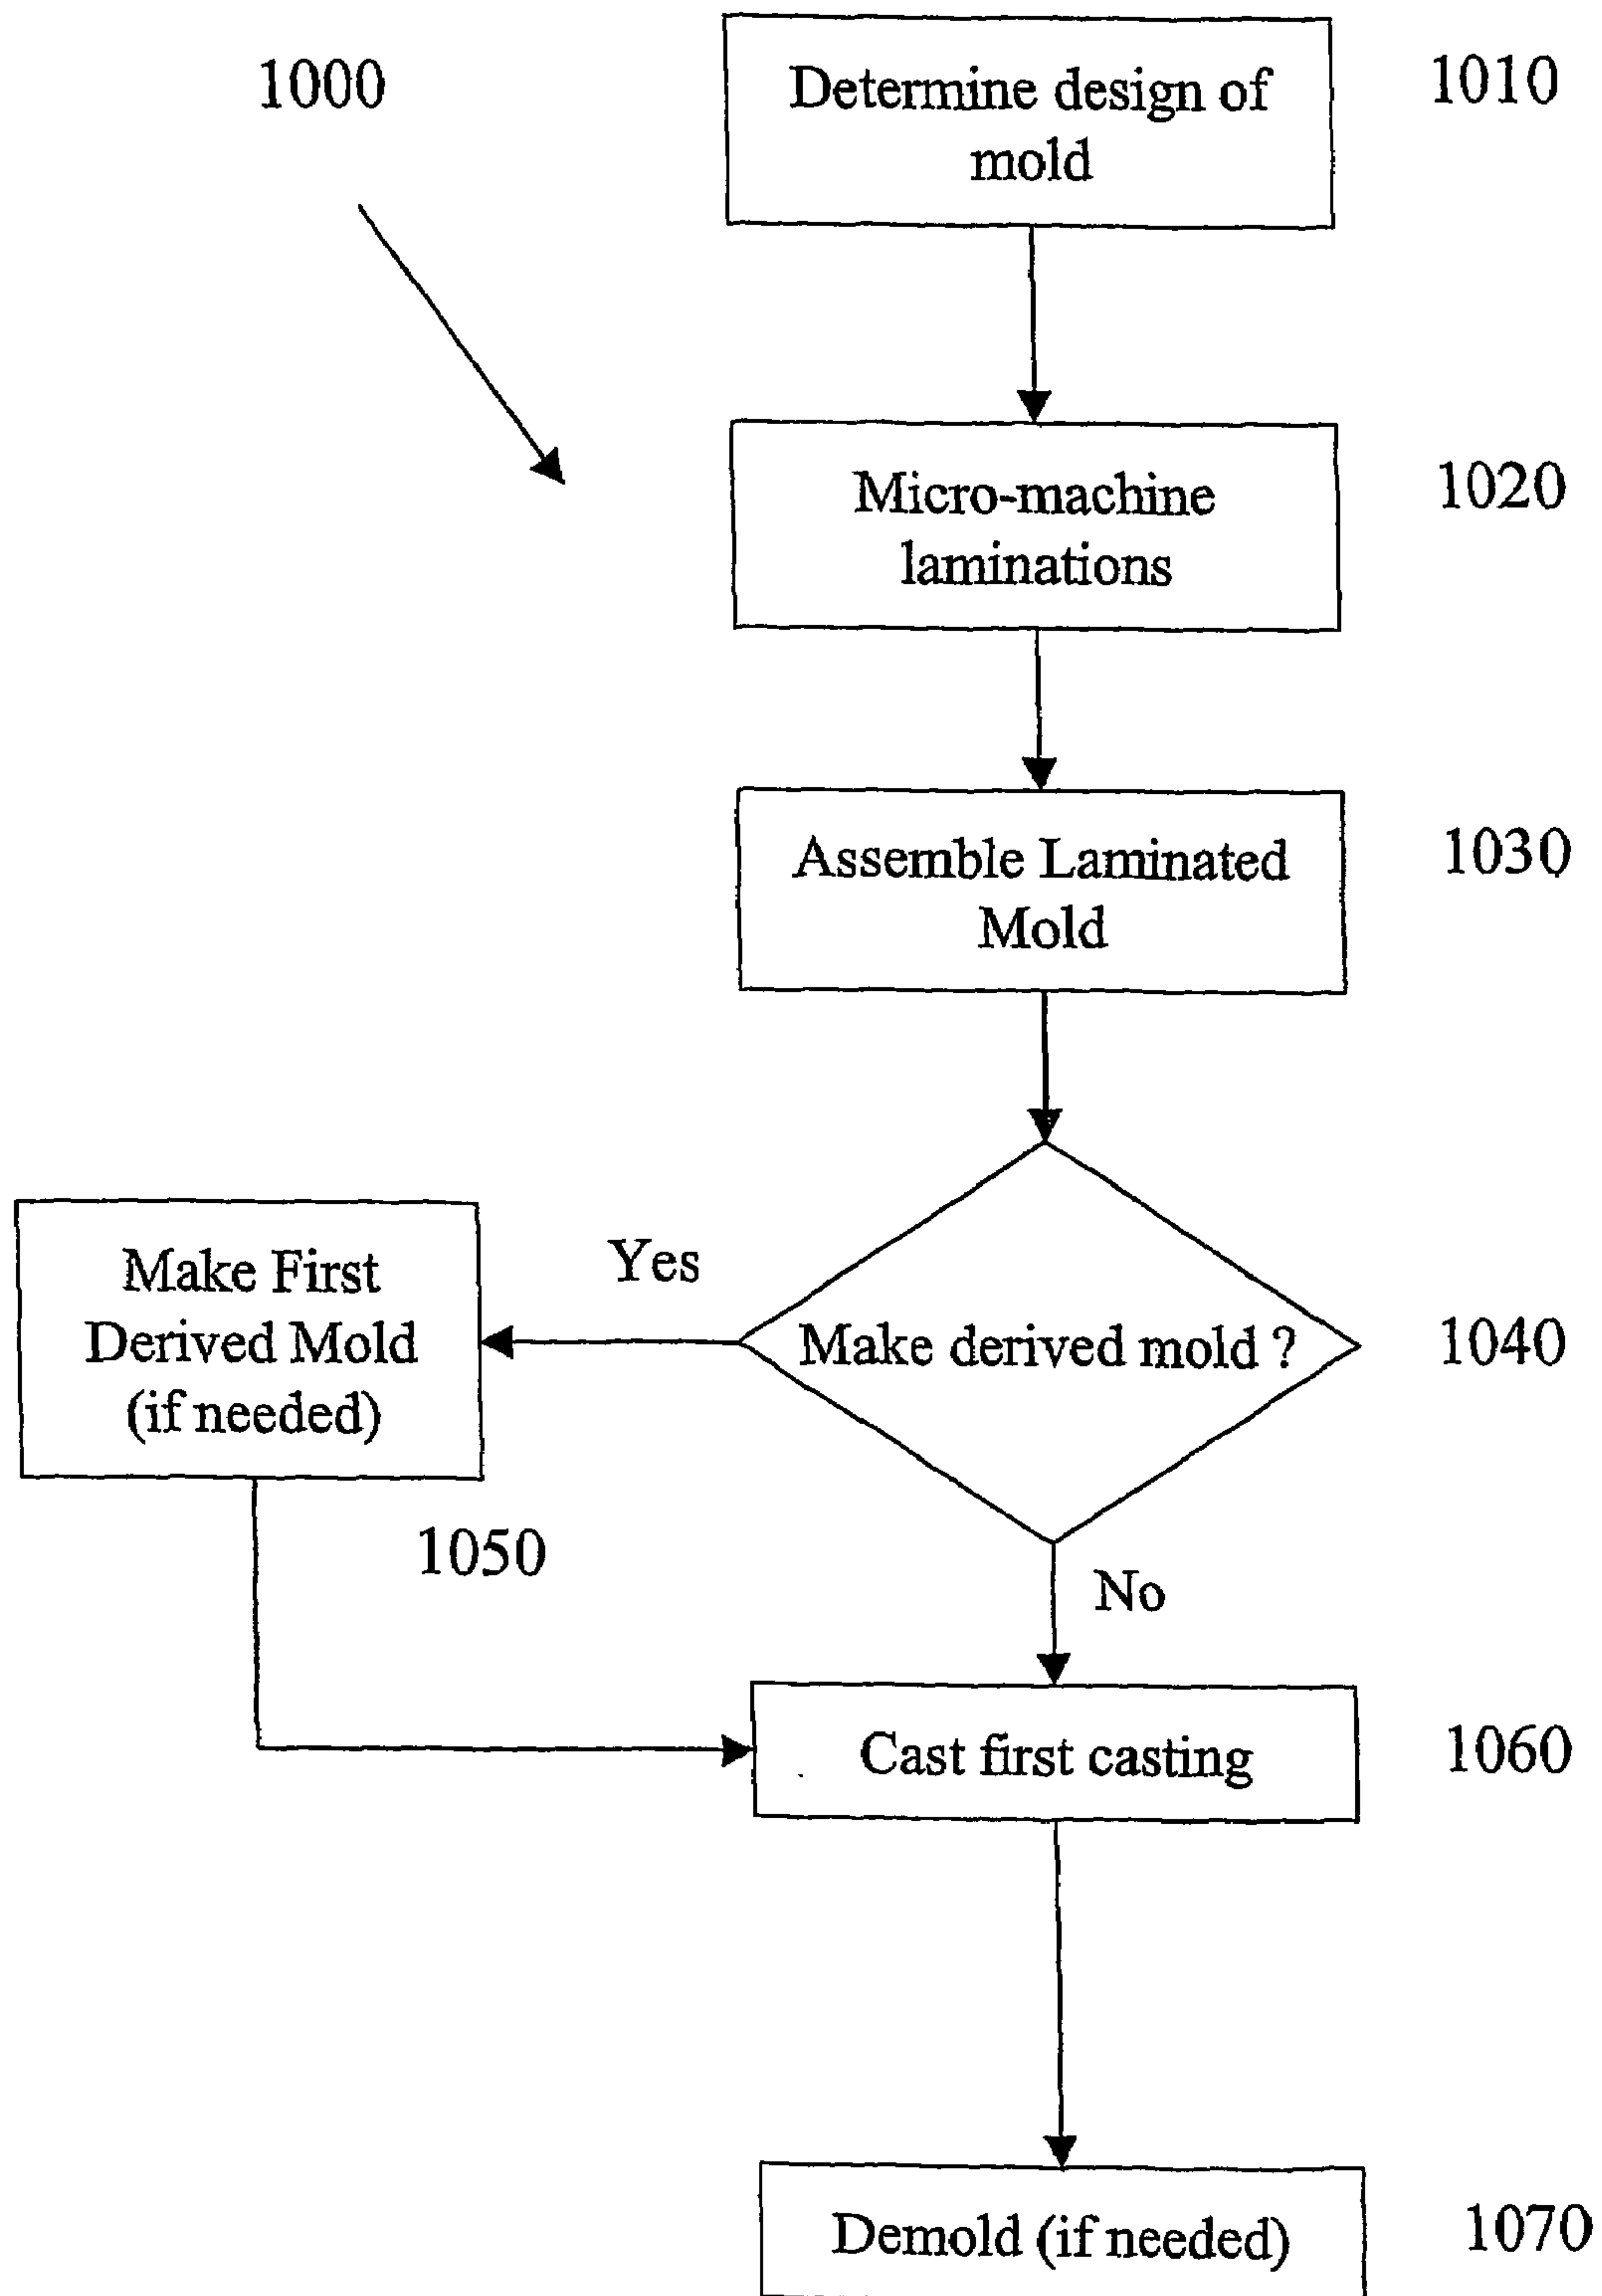 1000
Determine design of
mold
1010
Micro-machine
laminations
1020
Assemble Laminated
Mold
1030
Make derived mold ?
1040
Yes
Make First
Derived Mold
(if needed)
1050
No
Cast first casting
1060
Demold (if needed)
1070